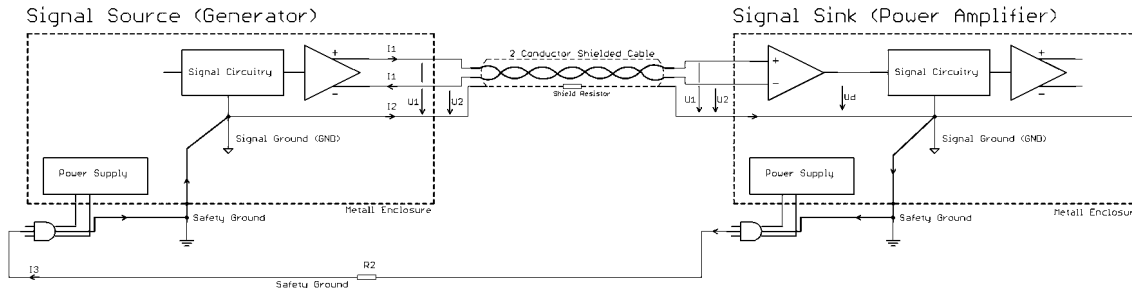 Signal Source (Generator)
Signal Sink (Power Amplifier)
Signal Circuitry
+
−
I1
I1
I2
U1
U2
2 Conductor Shielded Cable
Shield Resistor
U1
U2
+
−
Ud
Signal Circuitry
+
−
Signal Ground (GND)
Signal Ground (GND)
Power Supply
Power Supply
Safety Ground
Metall Enclosure
Safety Ground
Metall Enclosure
I3
R2
Safety Ground